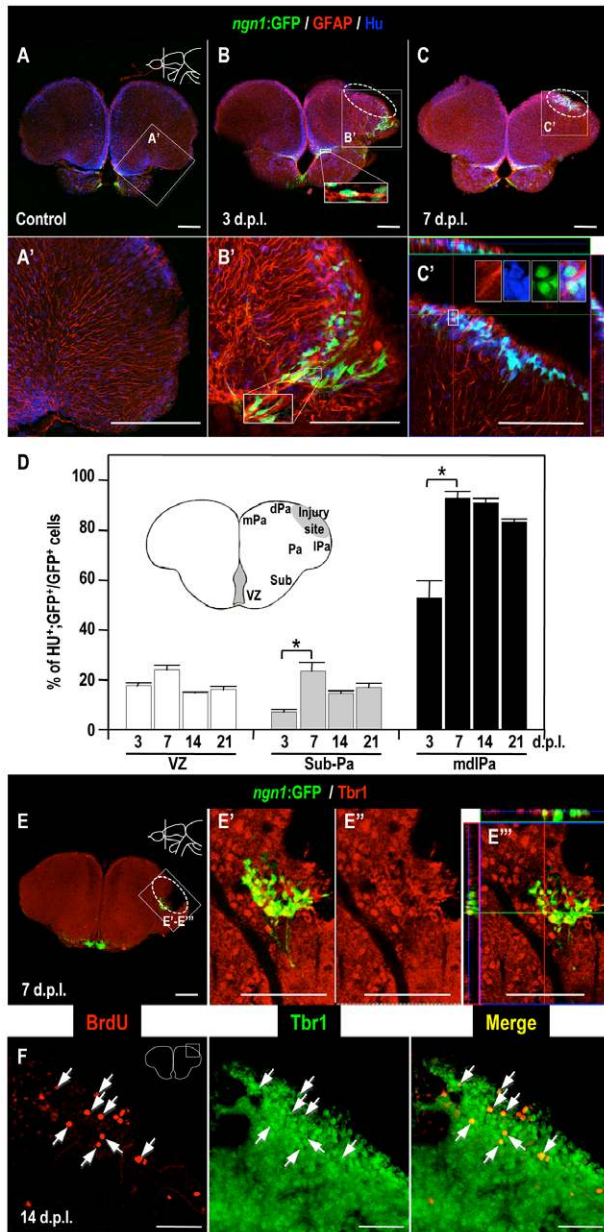 ngn1:GFP / GFAP / Hu
A
B
C
A'
B'
C'
Control
3 d.p.l.
7 d.p.l.
A'
B'
C'
D
% of HU+;GFP+/GFP+ cells
100
80
60
40
20
0
mPa
dPa
Injury
site
Pa
lPa
Sub
VZ
*
*
3 7 14 21 3 7 14 21 3 7 14 21 d.p.l.
VZ Sub-Pa mdlPa
ngn1:GFP / Tbr1
E
E'
E''
E'''
E'-E'''
7 d.p.l.
BrdU
Tbr1
Merge
F
14 d.p.l.